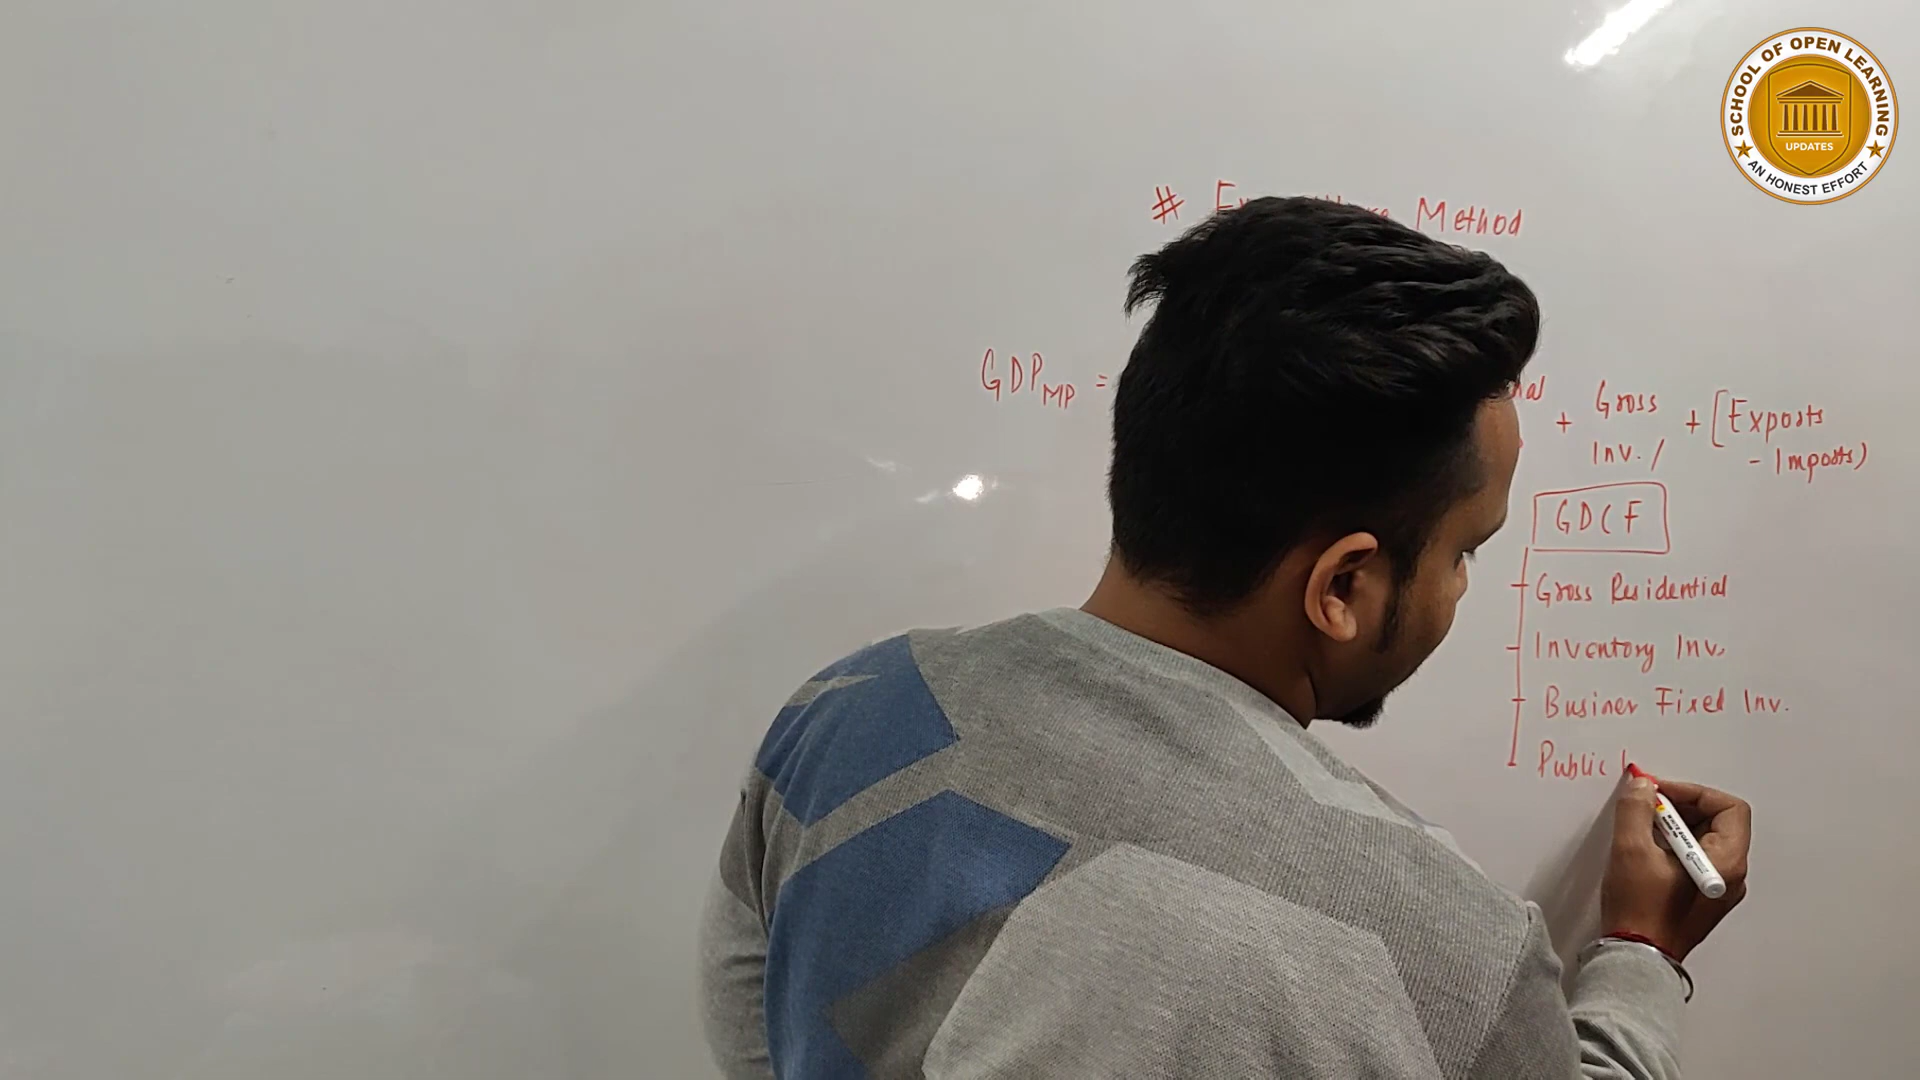 SCHOOL OF OPEN LEARNING
UPDATES
AN HONEST EFFORT
# Method
GDP MP = + Gross + [Exports
Inv. / - Imports)
GDCF
Gross Residential
Inventory Inv.
Busines Fixed Inv.
Public